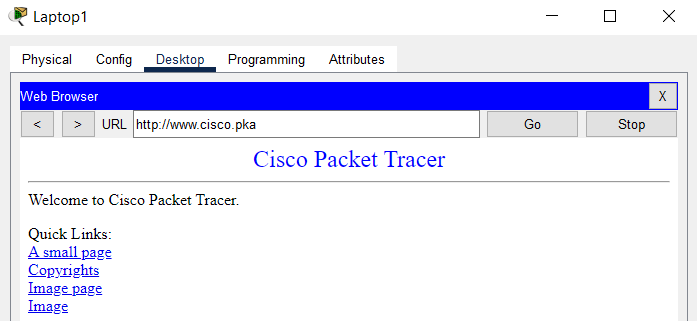 Laptop1
Physical Config Desktop Programming Attributes
Web Browser X
< > URL http://www.cisco.pka Go Stop
Cisco Packet Tracer
Welcome to Cisco Packet Tracer.
Quick Links:
A small page
Copyrights
Image page
Image